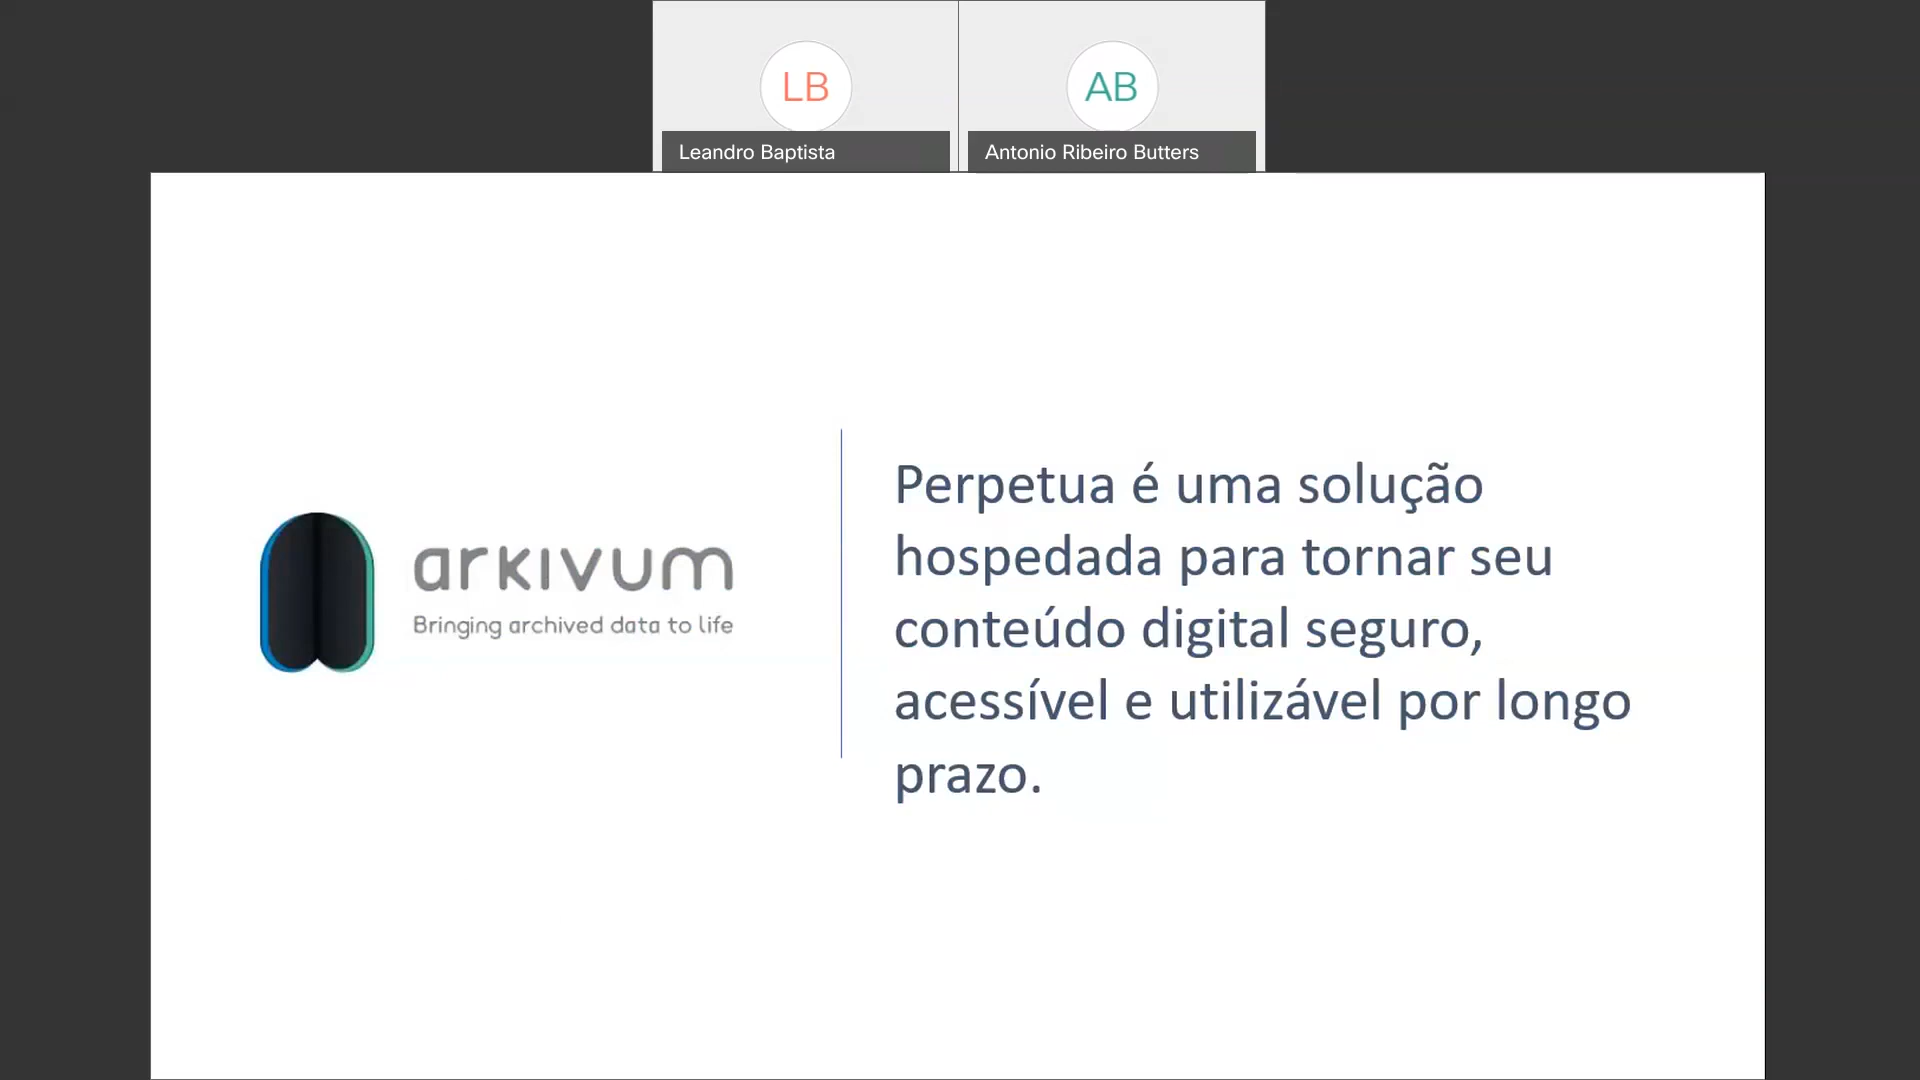 LB
AB
Leandro Baptista
Antonio Ribeiro Butters
arkivum
Bringing archived data to life
Perpetua é uma solução
hospedada para tornar seu
conteúdo digital seguro,
acessível e utilizável por longo
prazo.